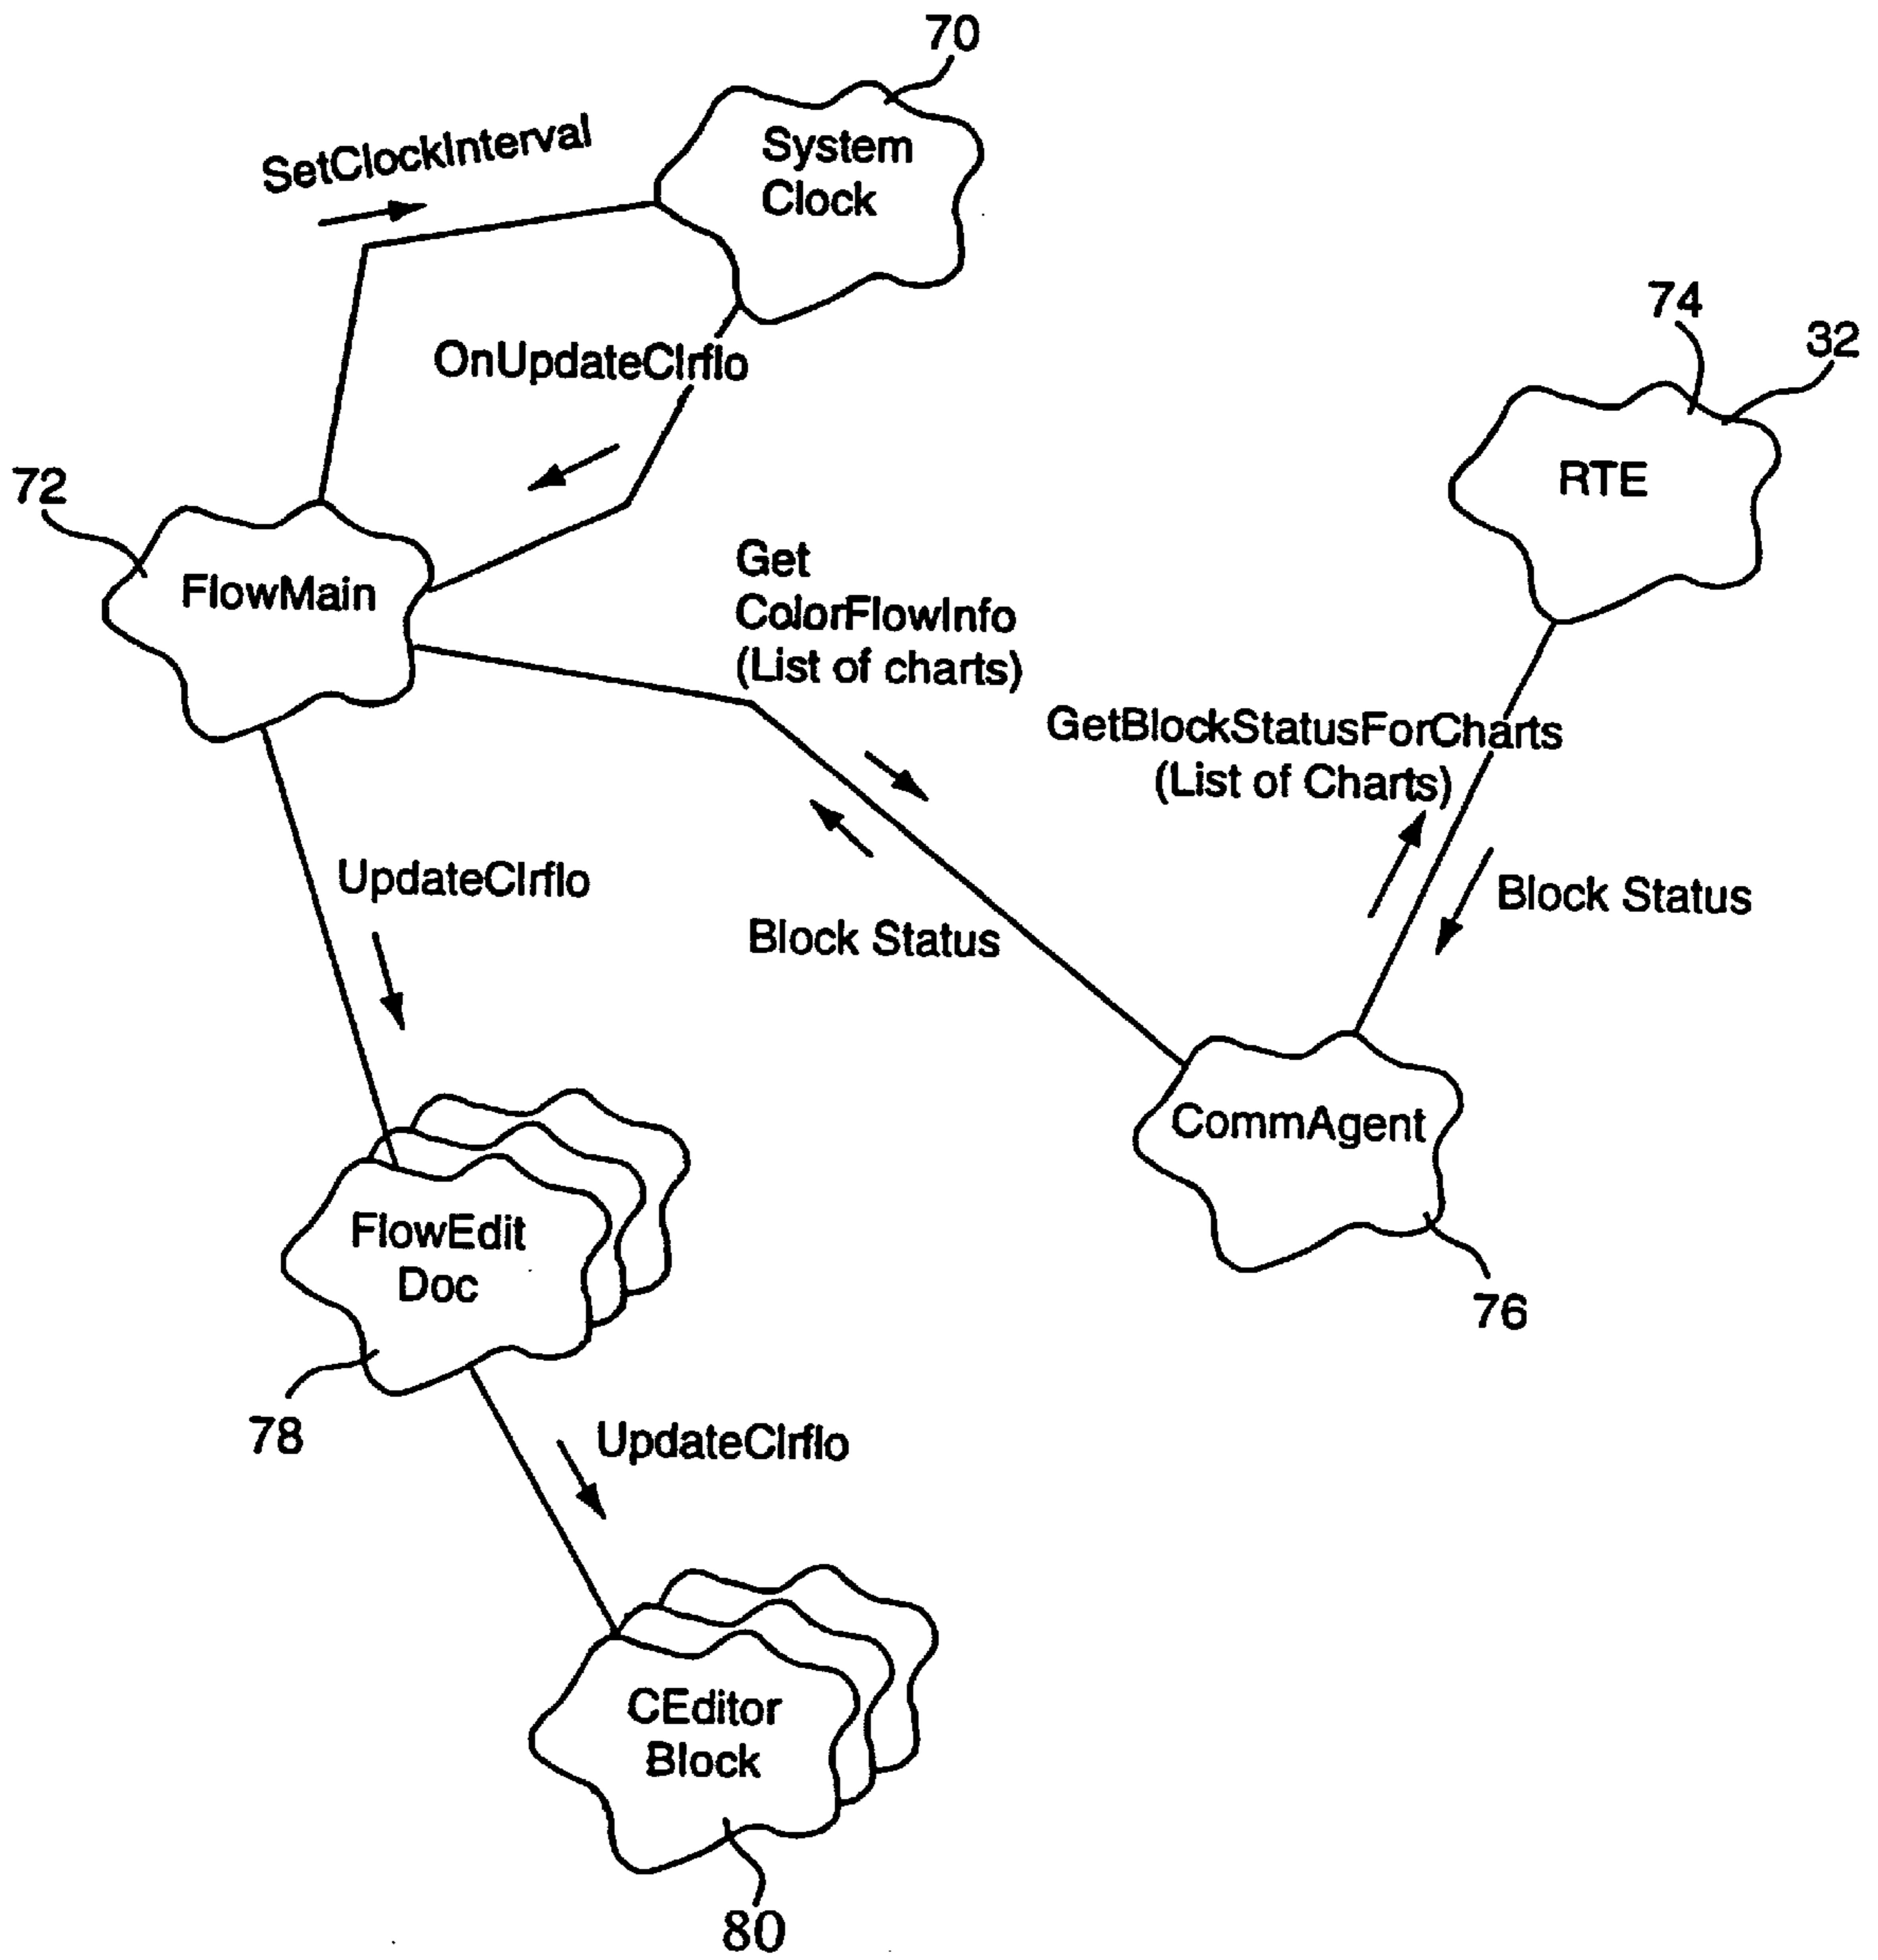 70
SetClockInterval
System
Clock
74
OnUpdateClrflo
32
72
RTE
FlowMain
Get
ColorFlowInfo
(List of charts)
GetBlockStatusForCharts
(List of Charts)
UpdateClrflo
Block Status
Block Status
CommAgent
FlowEdit
Doc
76
78
UpdateClrflo
CEditor
Block
80